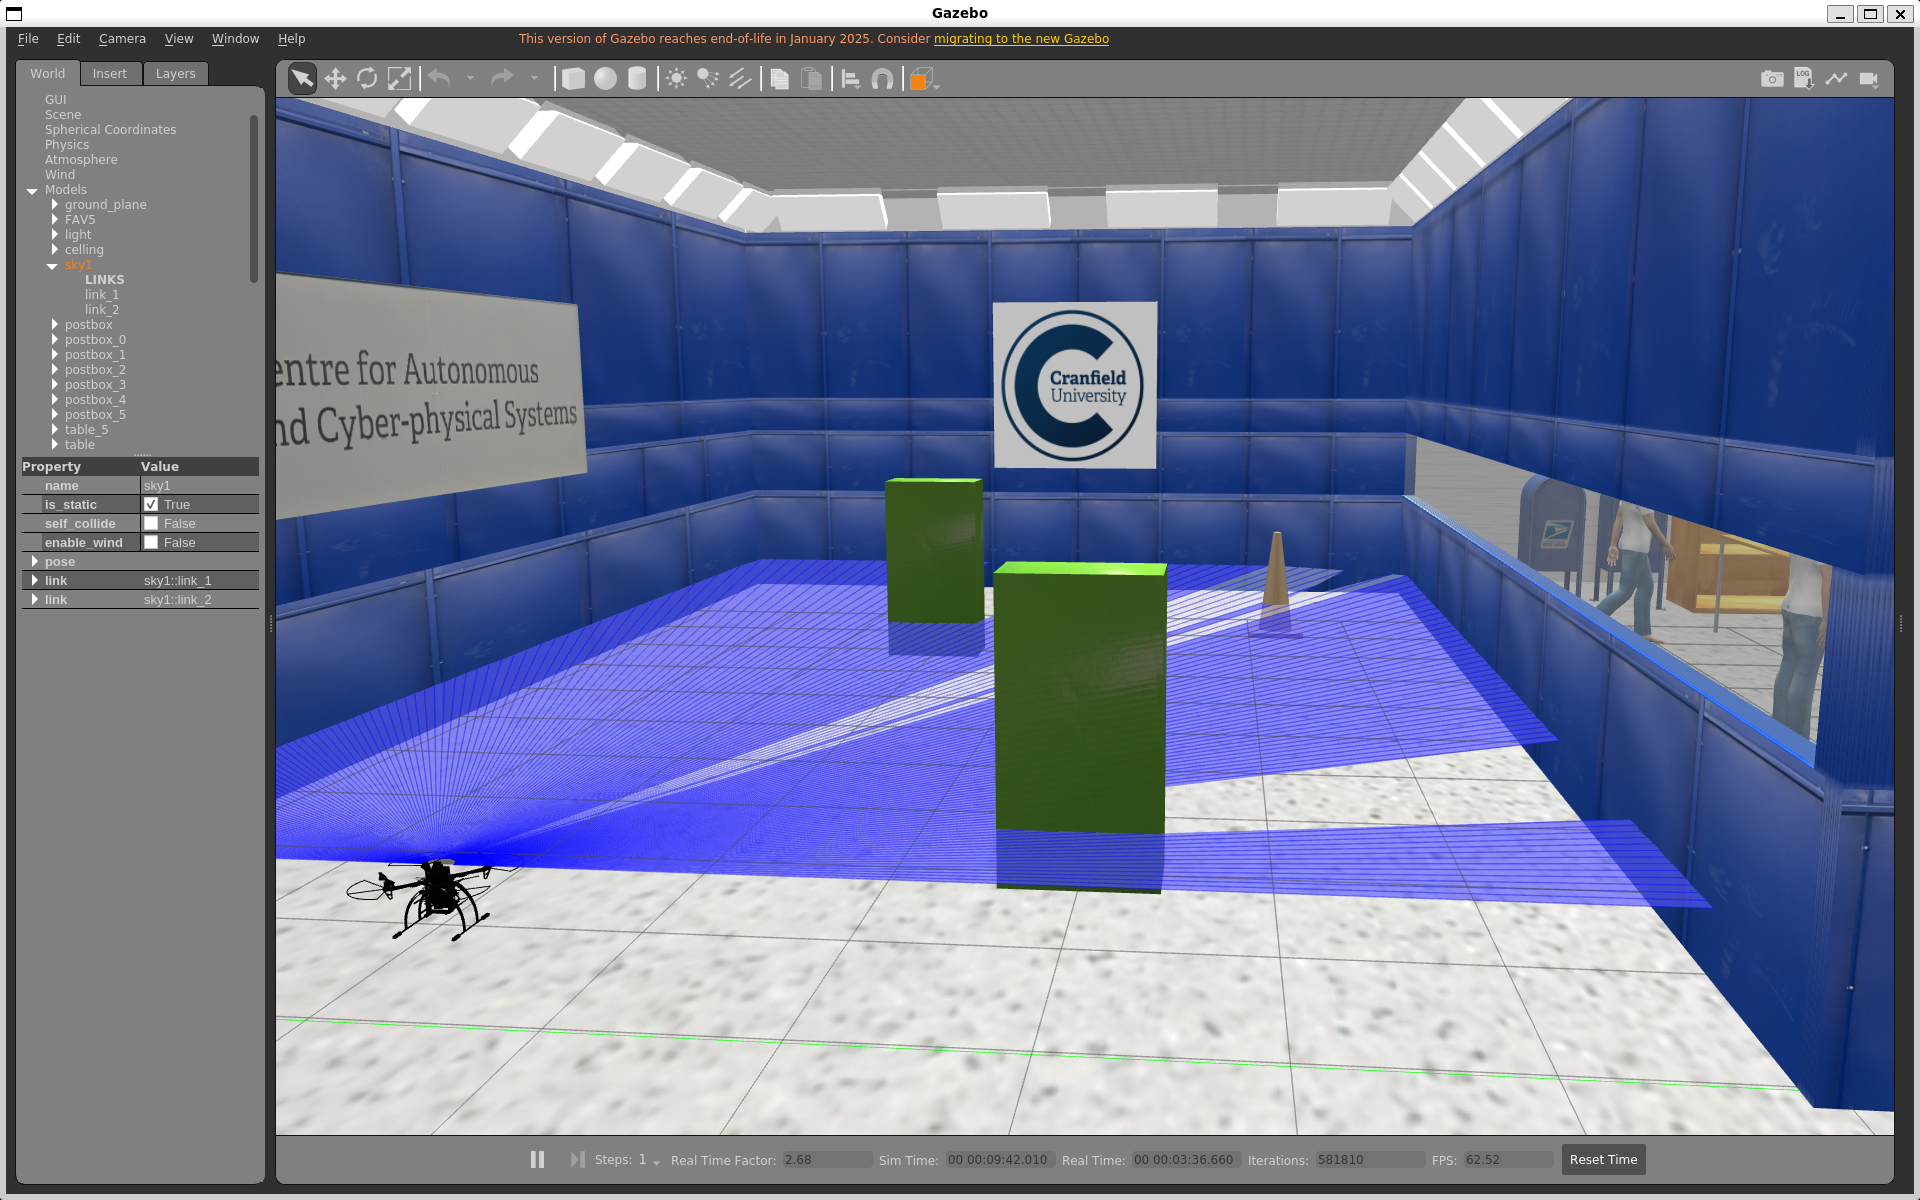 Gazebo
File Edit Camera View Window Help
This version of Gazebo reaches end-of-life in January 2025. Consider migrating to the new Gazebo
World Insert Layers
LOG
GUI
Scene
Spherical Coordinates
Physics
Atmosphere
Wind
Models
ground_plane
FAV5
light
celling
sky1
LINKS
link_1
link_2
postbox
postbox_0
postbox_1
postbox_2
postbox_3
postbox_4
postbox_5
table_5
table
Property Value
name sky1
is_static True
self_collide False
enable_wind False
pose
link sky1::link_1
link sky1::link_2
entre for Autonomous
nd Cyber-physical Systems
Cranfield
University
Steps: 1 Real Time Factor: 2.68 Sim Time: 00 00:09:42.010 Real Time: 00 00:03:36.660 Iterations: 581810 FPS: 62.52 Reset Time